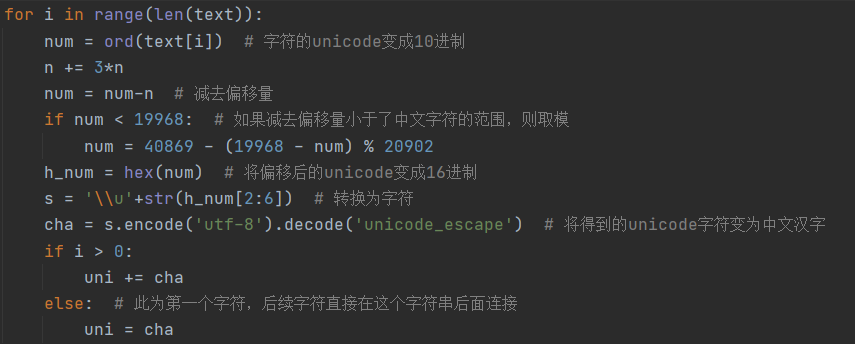 for i in range(len(text)):
    num = ord(text[i])  # 字符的unicode变成10进制
    n += 3*n
    num = num-n  # 减去偏移量
    if num < 19968:  # 如果减去偏移量小于了中文字符的范围，则取模
        num = 40869 - (19968 - num) % 20902
    h_num = hex(num)  # 将偏移后的unicode变成16进制
    s = '\\u'+str(h_num[2:6])  # 转换为字符
    cha = s.encode('utf-8').decode('unicode_escape')  # 将得到的unicode字符变为中文汉字
    if i > 0:
        uni += cha
    else:  # 此为第一个字符，后续字符直接在这个字符串后面连接
        uni = cha